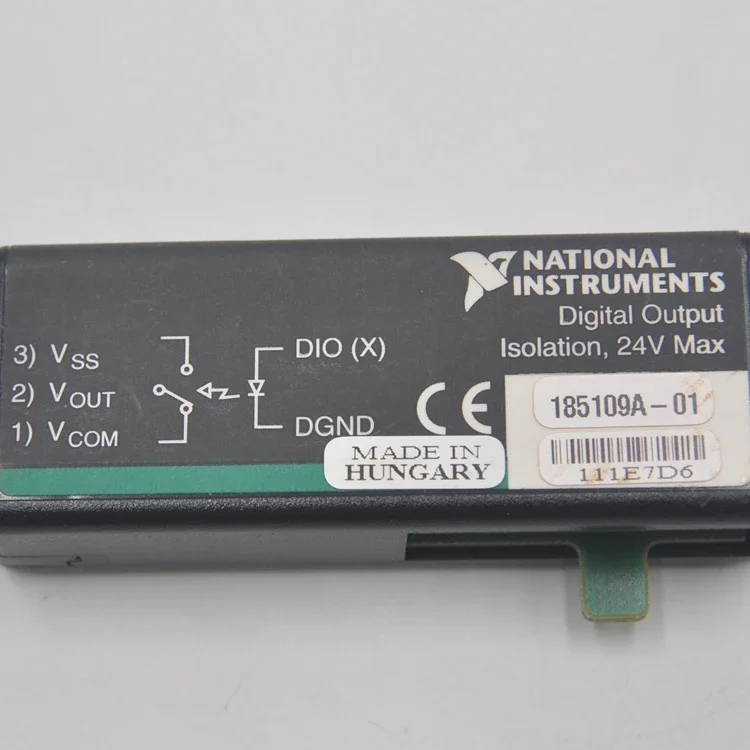 NATIONAL
INSTRUMENTS
Digital Output
Isolation, 24V Max
3) VSS
2) VOUT
1) VCOM
DIO (X)
DGND
CE
185109A-01
111E7D6
MADE IN
HUNGARY
2